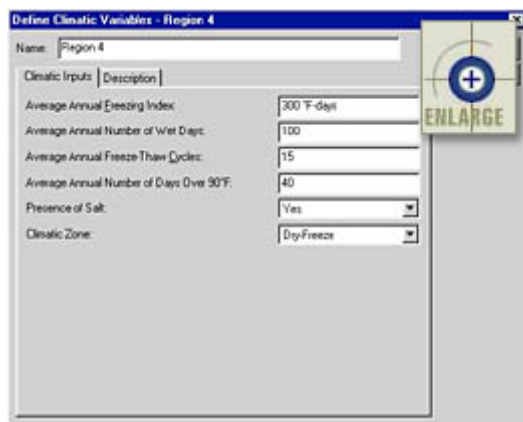 Define Climatic Variables - Region 4
Name: Region 4
Climatic Inputs Description
Average Annual Freezing Index: 300 °F-days
Average Annual Number of Wet Days: 100
Average Annual Freeze-Thaw Cycles: 15
Average Annual Number of Days Over 90°F: 40
Presence of Salt: Yes
Climatic Zone: Dry-Freeze
ENLARGE